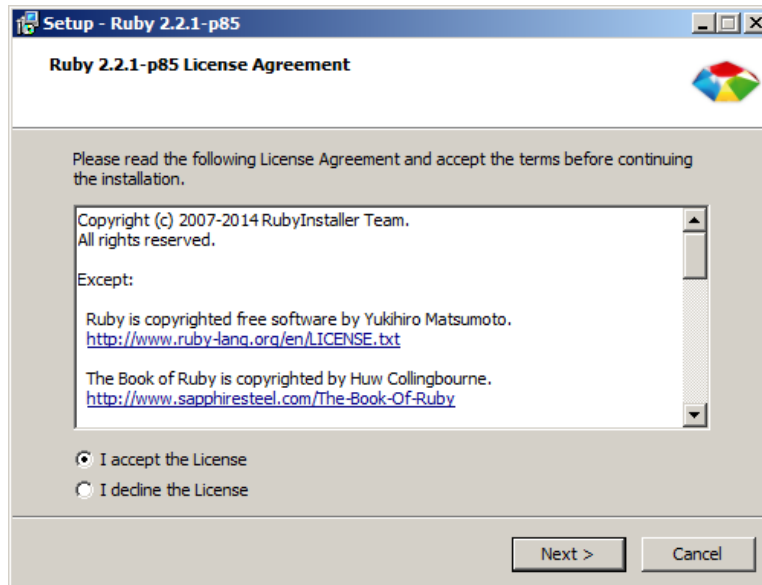 Setup - Ruby 2.2.1-p85
Ruby 2.2.1-p85 License Agreement
Please read the following License Agreement and accept the terms before continuing
the installation.
Copyright (c) 2007-2014 RubyInstaller Team.
All rights reserved.
Except:
Ruby is copyrighted free software by Yukihiro Matsumoto.
http://www.ruby-lang.org/en/LICENSE.txt
The Book of Ruby is copyrighted by Huw Collingbourne.
http://www.sapphiresteel.com/The-Book-Of-Ruby
I accept the License
I decline the License
Next >
Cancel